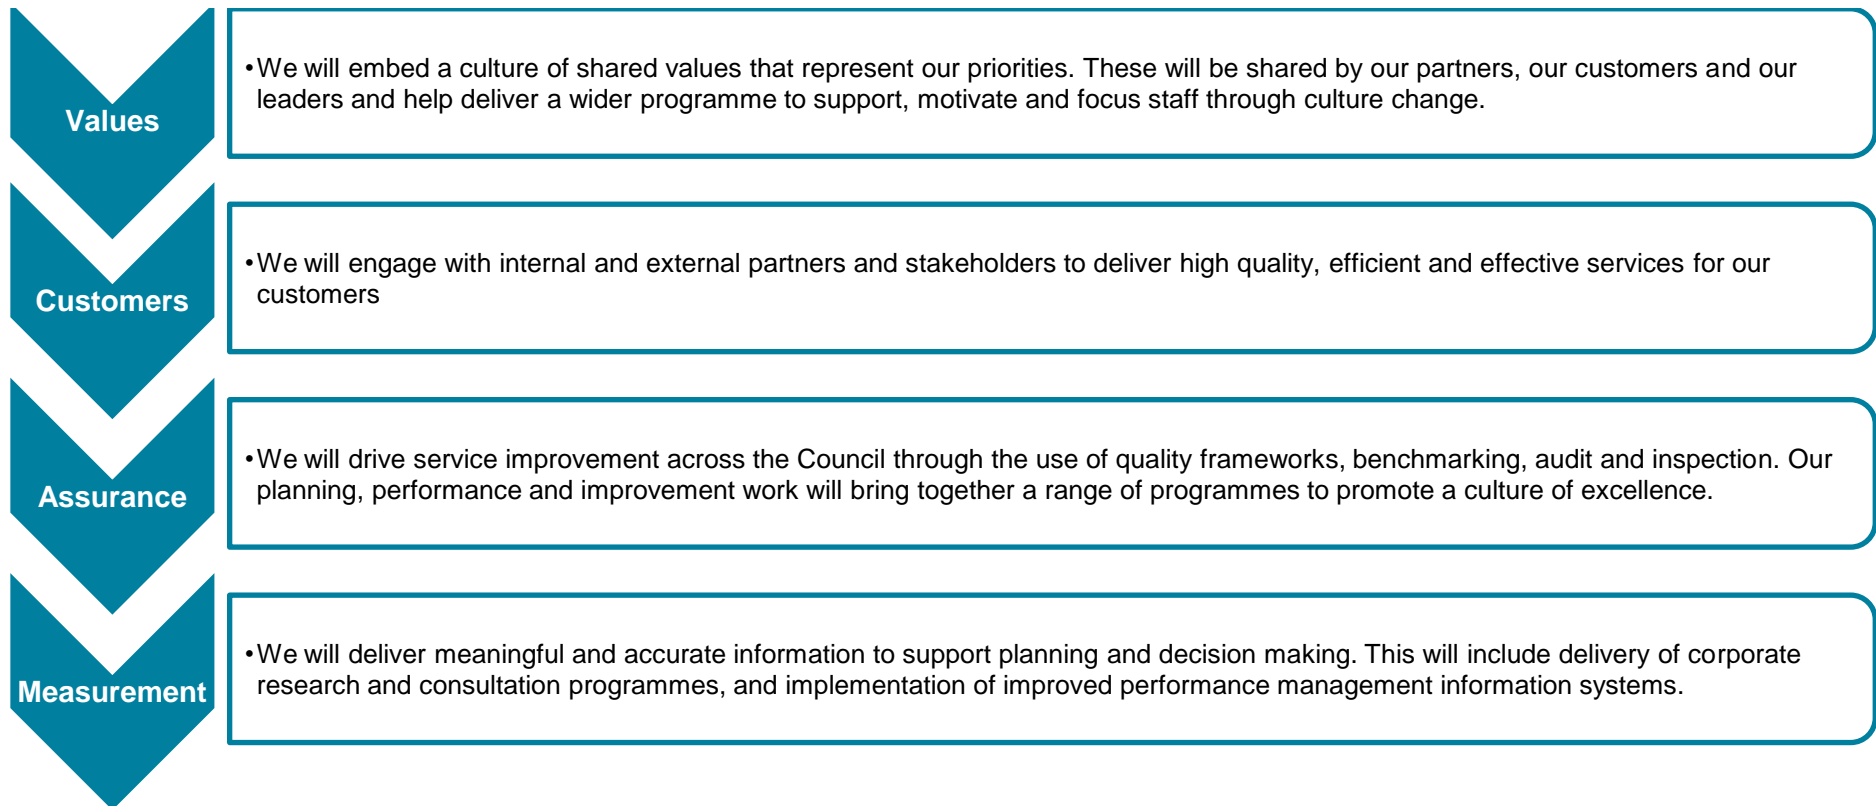 Values
•We will embed a culture of shared values that represent our priorities. These will be shared by our partners, our customers and our
leaders and help deliver a wider programme to support, motivate and focus staff through culture change.
Customers
•We will engage with internal and external partners and stakeholders to deliver high quality, efficient and effective services for our
customers
Assurance
•We will drive service improvement across the Council through the use of quality frameworks, benchmarking, audit and inspection. Our
planning, performance and improvement work will bring together a range of programmes to promote a culture of excellence.
Measurement
•We will deliver meaningful and accurate information to support planning and decision making. This will include delivery of corporate
research and consultation programmes, and implementation of improved performance management information systems.